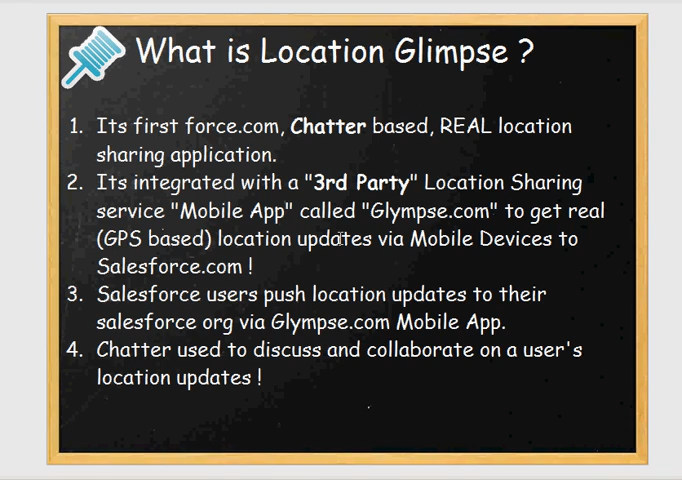 What is Location Glimpse ?
1. Its first force.com, Chatter based, REAL location
sharing application.
2. Its integrated with a "3rd Party" Location Sharing
service "Mobile App" called "Glympse.com" to get real
(GPS based) location updates via Mobile Devices to
Salesforce.com !
3. Salesforce users push location updates to their
salesforce org via Glympse.com Mobile App.
4. Chatter used to discuss and collaborate on a user's
location updates !